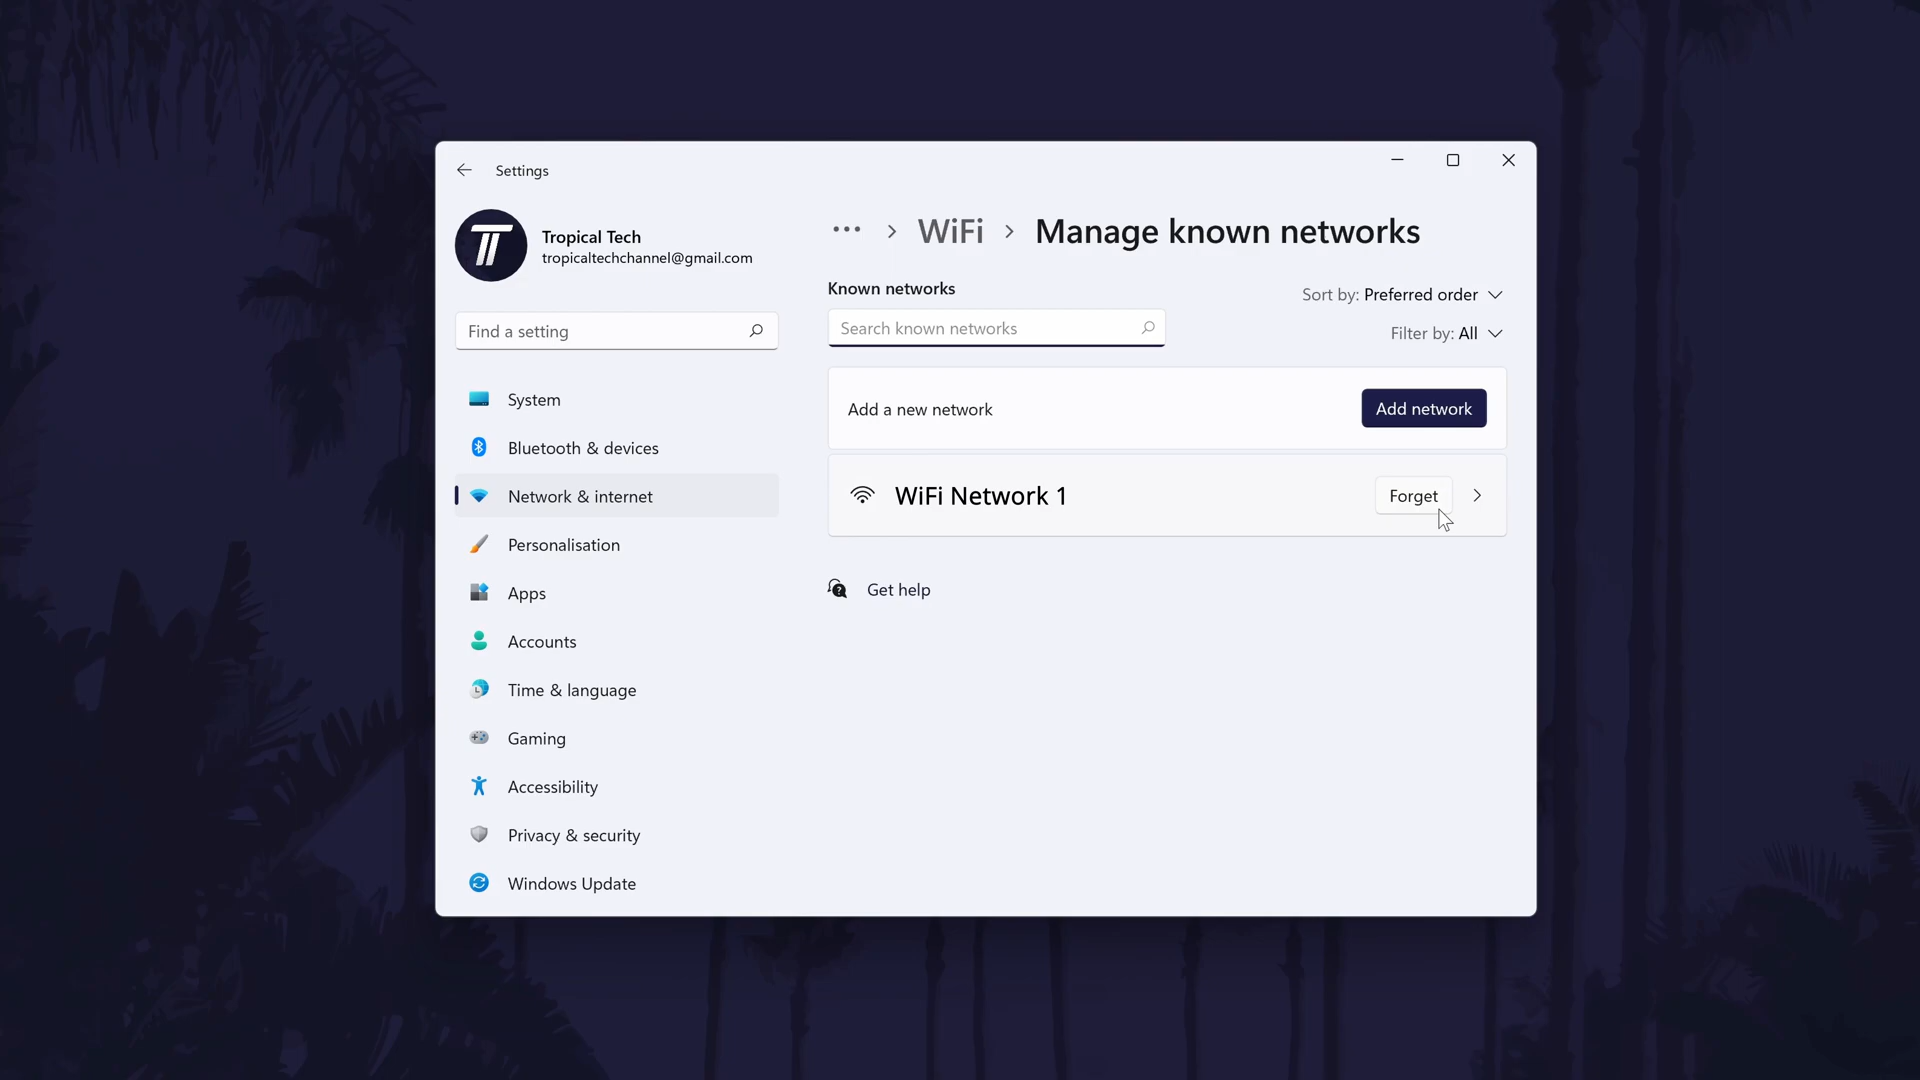 Settings
TT
Tropical Tech
tropicaltechchannel@gmail.com
Find a setting
System
Bluetooth & devices
Network & internet
Personalisation
Apps
Accounts
Time & language
Gaming
Accessibility
Privacy & security
Windows Update
... > WiFi > Manage known networks
Known networks
Search known networks
Sort by: Preferred order
Filter by: All
Add a new network
Add network
WiFi Network 1
Forget
Get help